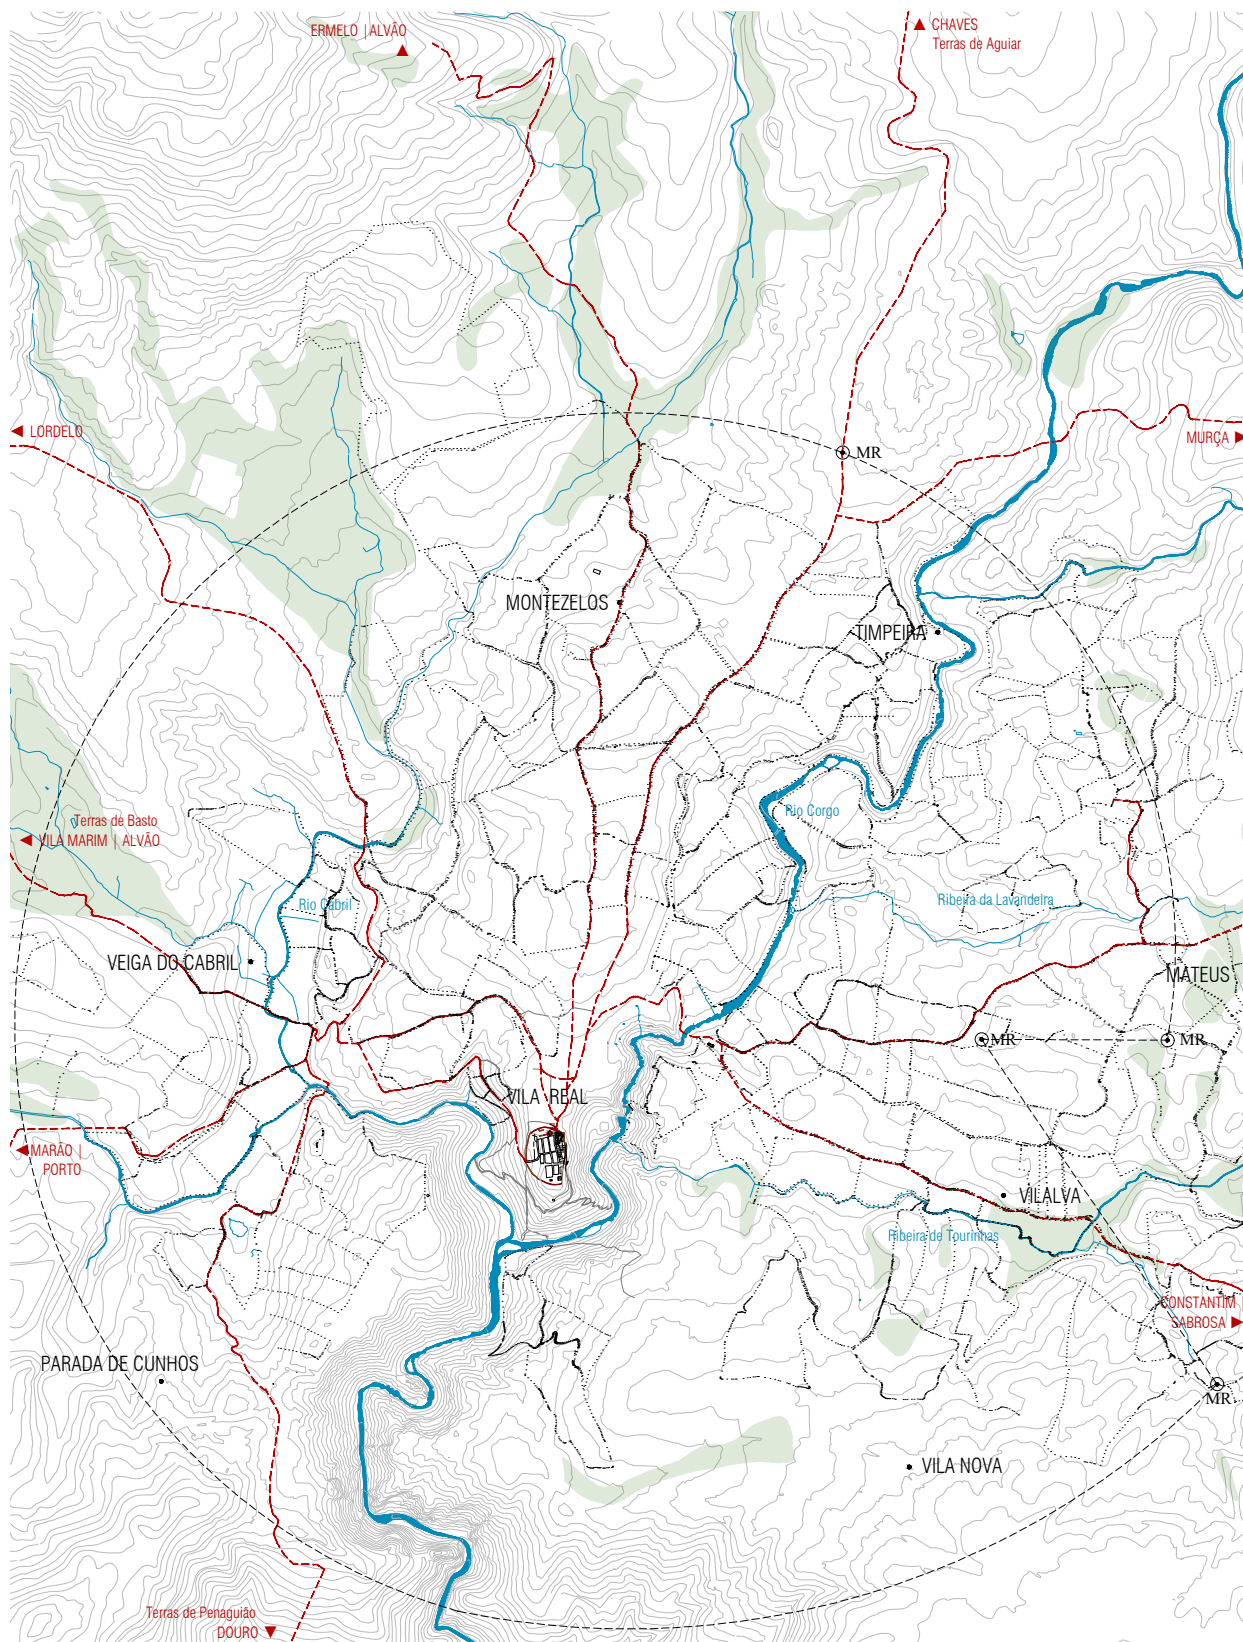 ERMELO | ALVÃO
CHAVES
Terras de Aguiar
LORDELO
MURÇA
MR
MONTEZELOS
TIMPEIRA
Rio Corgo
Terras de Basto
VILA MARIM | ALVÃO
Rio Cabril
Ribeira da Lavandeira
VEIGA DO CABRIL
MATEUS
MR
MR
VILA REAL
MARÃO |
PORTO
VILALVA
Ribeira de Tourinhas
CONSTANTIM
SABROSA
PARADA DE CUNHOS
MR
VILA NOVA
Terras de Penaguião
DOURO